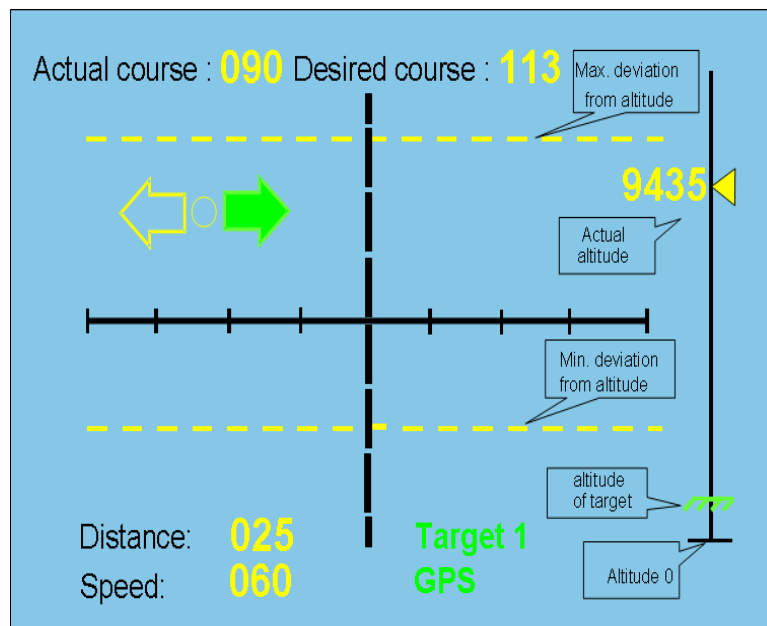 Actual course : 090 Desired course : 113
Max. deviation
from altitude
9435
Actual
altitude
Min. deviation
from altitude
altitude
of target
Distance: 025 Target 1
Speed: 060 GPS
Altitude 0